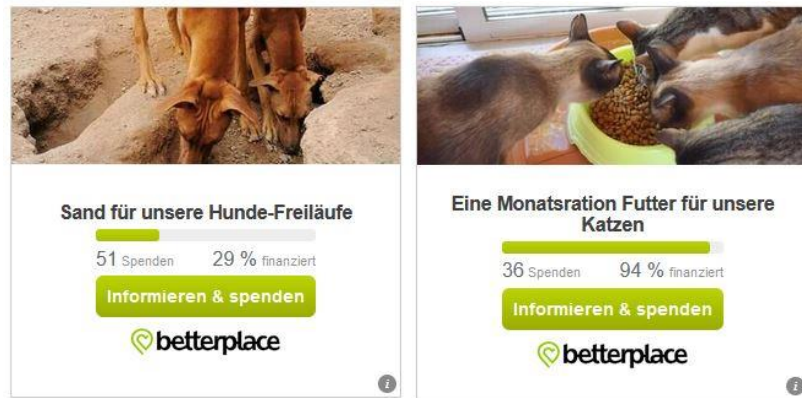 Sand für unsere Hunde-Freiläufe
51 Spenden 29 % finanziert
Informieren & spenden
betterplace
i
Eine Monatsration Futter für unsere
Katzen
36 Spenden 94 % finanziert
Informieren & spenden
betterplace
i